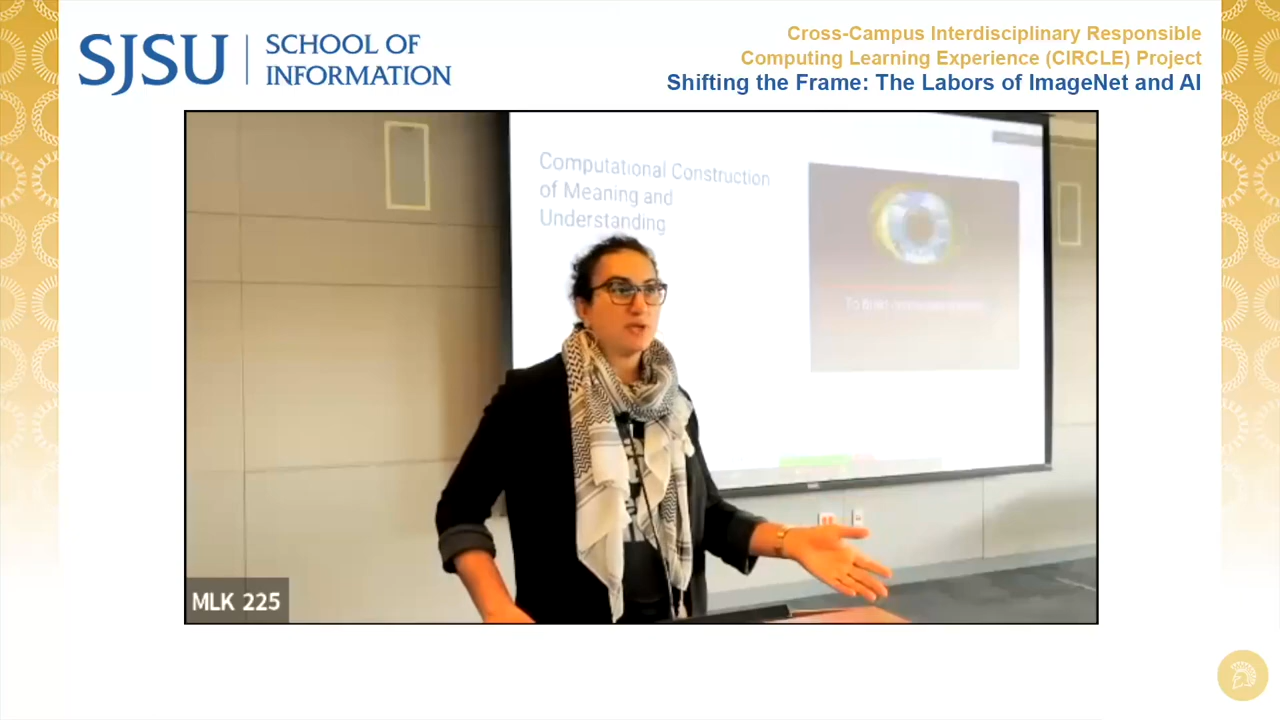 SJSU
SCHOOL OF
INFORMATION
Cross-Campus Interdisciplinary Responsible
Computing Learning Experience (CIRCLE) Project
Shifting the Frame: The Labors of ImageNet and AI
Computational Construction
of Meaning and
Understanding
MLK 225